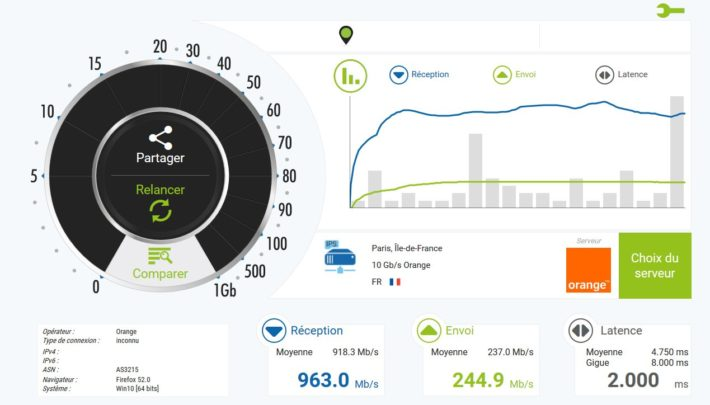 20
15
30
40
10
50
60
70
5
80
90
100
500
0
1Gb
Partager
Relancer
Comparer
Réception
Envoi
Latence
IPS
Paris, Île-de-France
10 Gb/s Orange
FR
Serveur
orange™
Choix du
serveur
Opérateur : Orange
Type de connexion : inconnu
IPv4 :
IPv6 :
ASN : AS3215
Navigateur : Firefox 52.0
Système : Win10 [64 bits]
Réception
Moyenne 918.3 Mb/s
963.0 Mb/s
Envoi
Moyenne 237.0 Mb/s
244.9 Mb/s
Latence
Moyenne 4.750 ms
Gigue 8.000 ms
2.000 ms